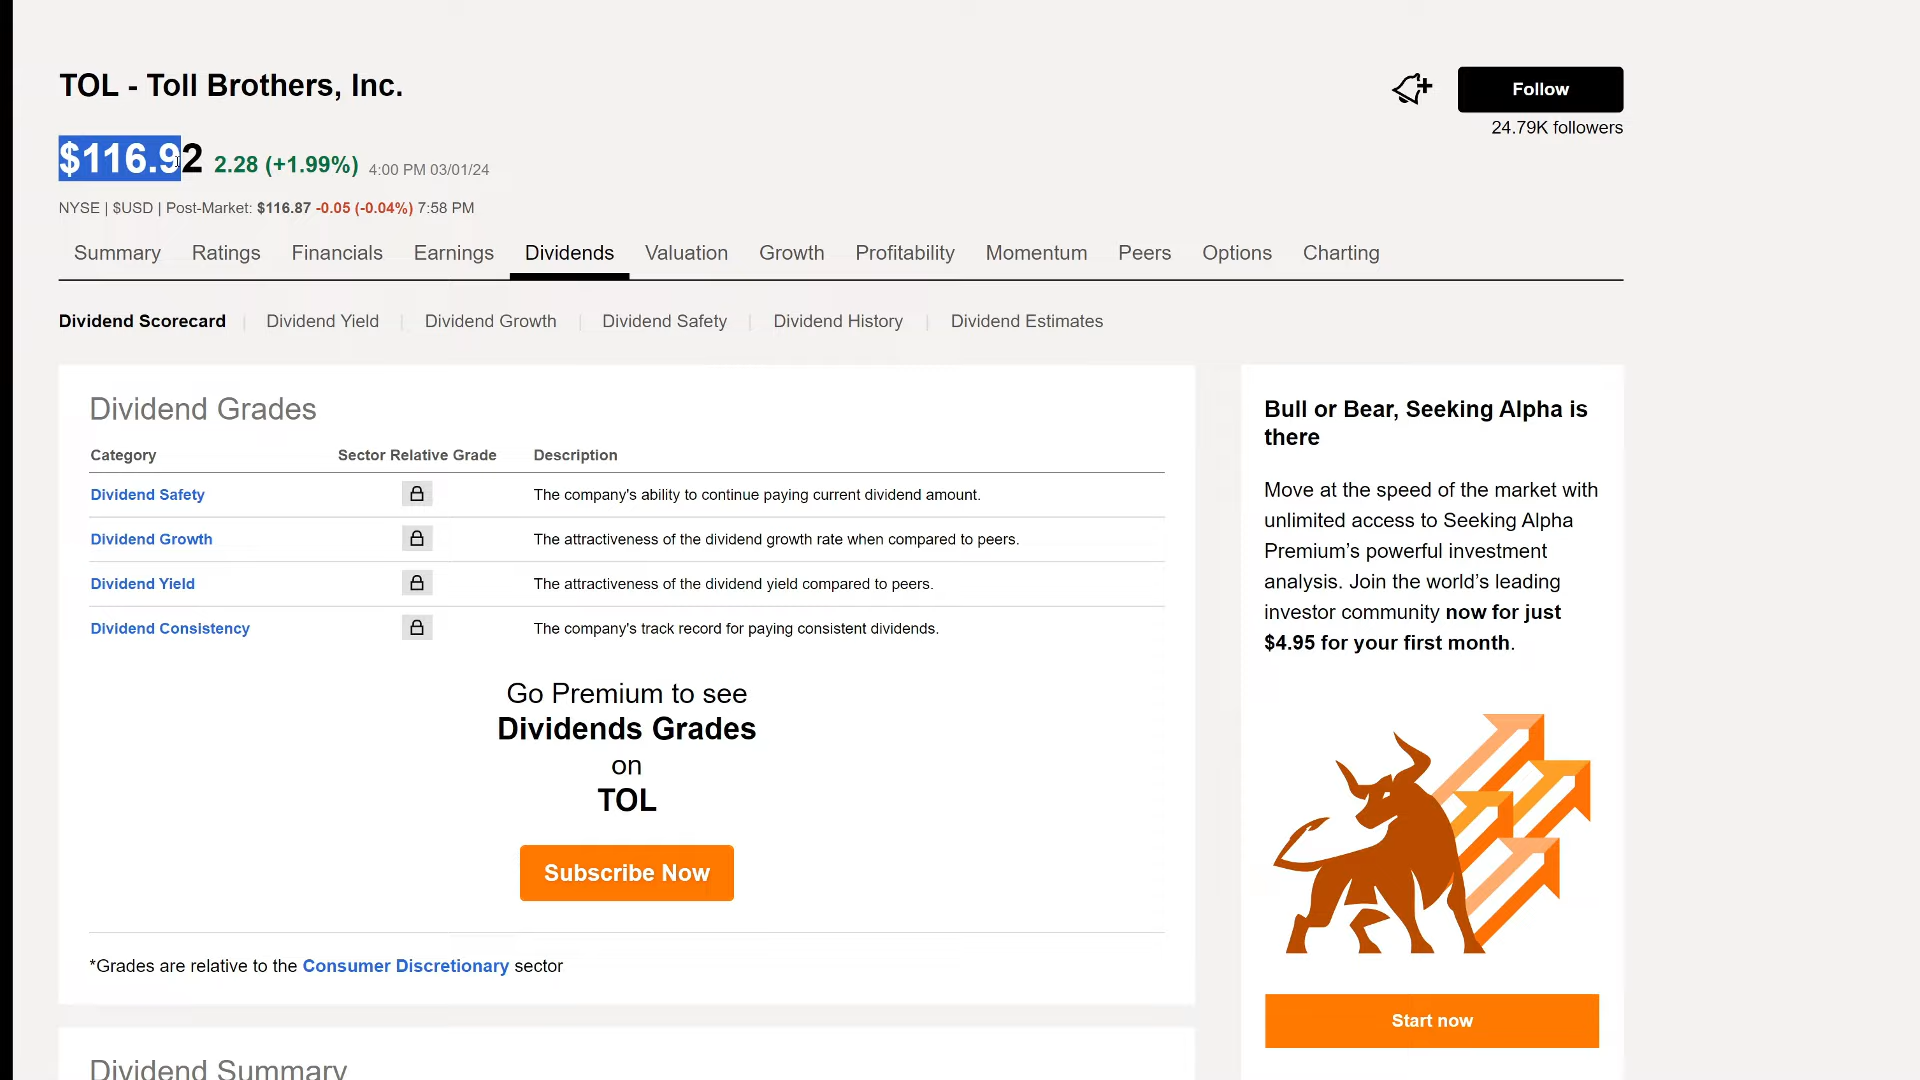 TOL - Toll Brothers, Inc.
Follow
24.79K followers
$116.92 2.28 (+1.99%) 4:00 PM 03/01/24
NYSE | $USD | Post-Market: $116.87 -0.05 (-0.04%) 7:58 PM
Summary Ratings Financials Earnings Dividends Valuation Growth Profitability Momentum Peers Options Charting
Dividend Scorecard | Dividend Yield | Dividend Growth | Dividend Safety | Dividend History | Dividend Estimates
Dividend Grades
Category Sector Relative Grade Description
Dividend Safety The company's ability to continue paying current dividend amount.
Dividend Growth The attractiveness of the dividend growth rate when compared to peers.
Dividend Yield The attractiveness of the dividend yield compared to peers.
Dividend Consistency The company's track record for paying consistent dividends.
Go Premium to see
Dividends Grades
on
TOL
Subscribe Now
*Grades are relative to the Consumer Discretionary sector
Dividend Summary
Bull or Bear, Seeking Alpha is
there
Move at the speed of the market with
unlimited access to Seeking Alpha
Premium’s powerful investment
analysis. Join the world’s leading
investor community now for just
$4.95 for your first month.
Start now